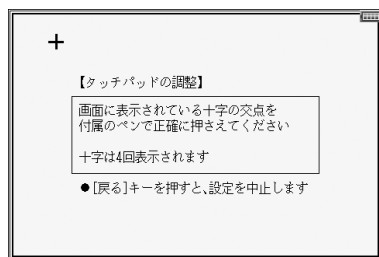 【タッチパッドの調整】
画面に表示されている十字の交点を
付属のペンで正確に押さえてください
十字は4回表示されます
●[戻る]キーを押すと、設定を中止します